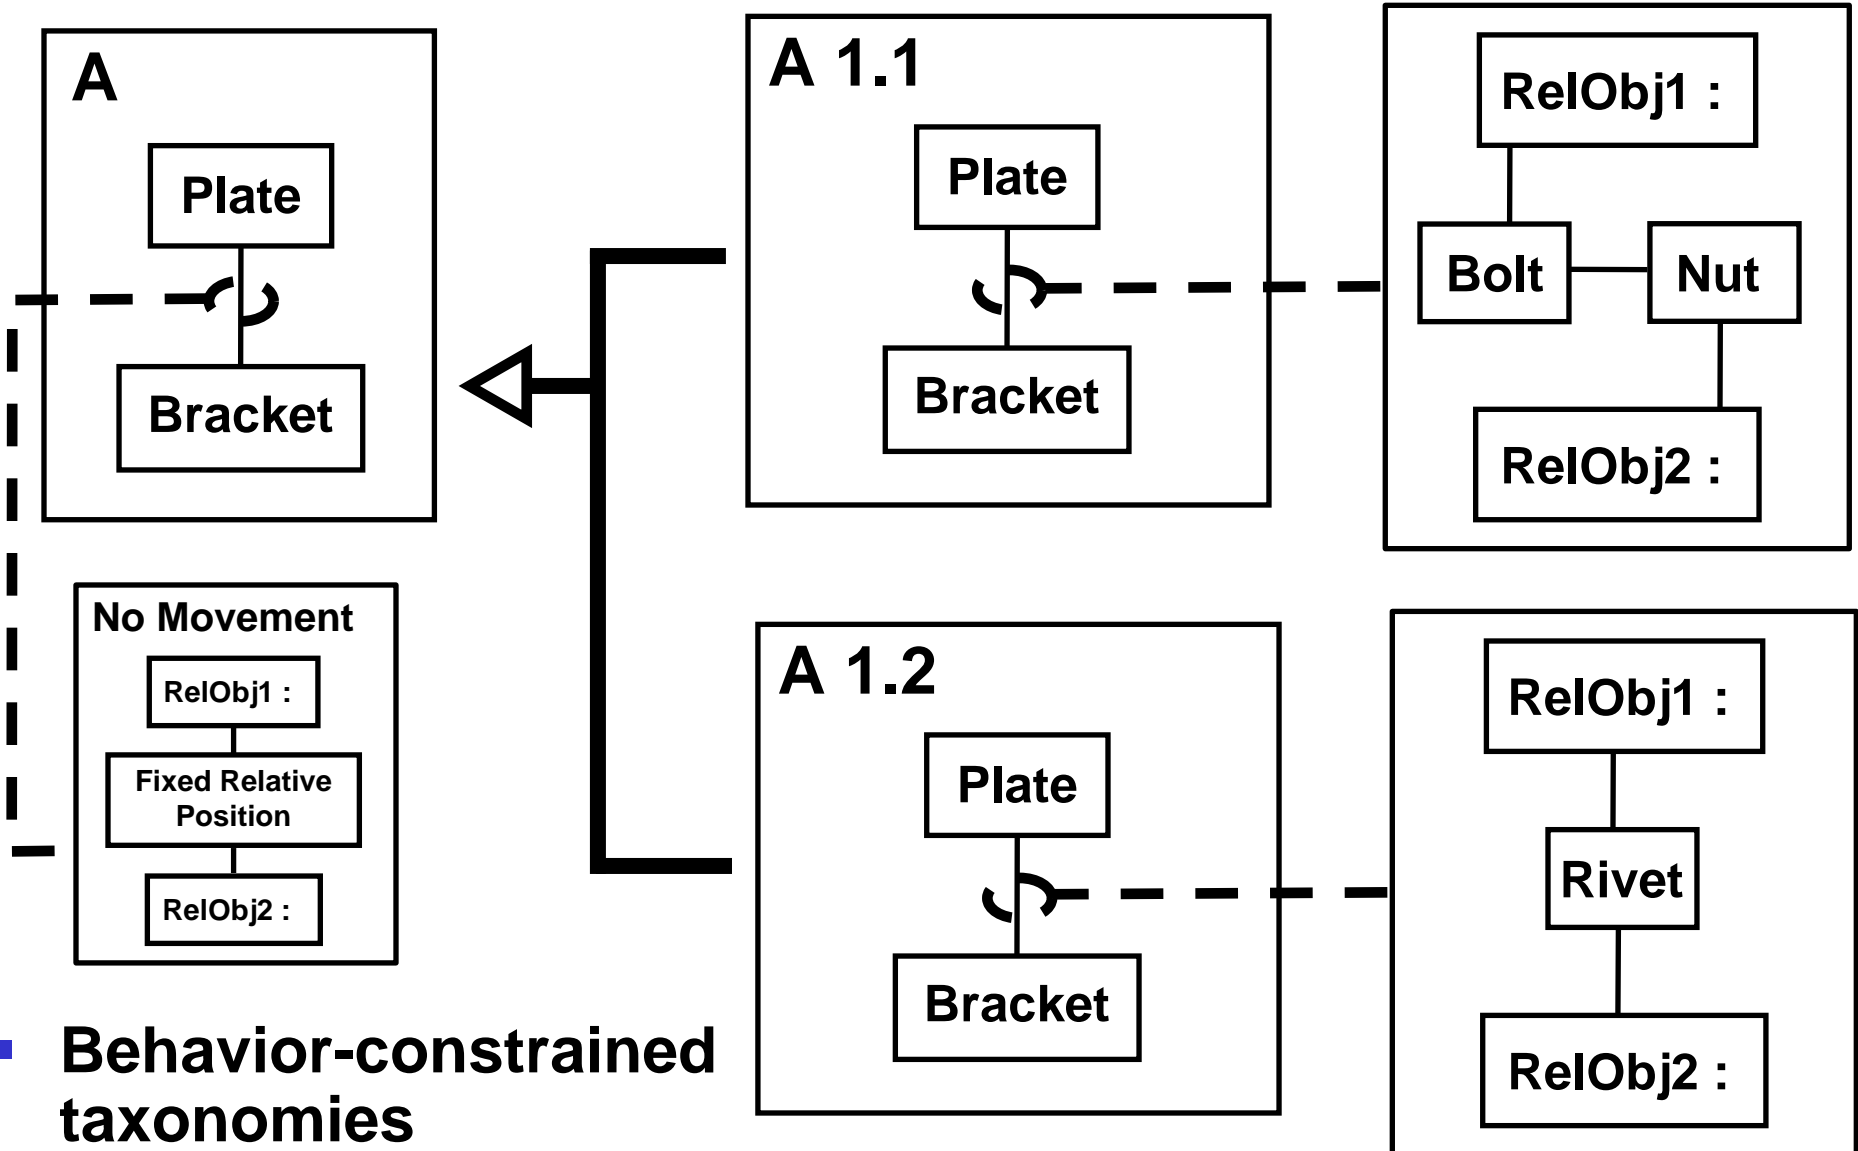 A
Plate
Bracket
No Movement
RelObj1 :
Fixed Relative
Position
RelObj2 :
A 1.1
Plate
Bracket
RelObj1 :
Bolt
Nut
RelObj2 :
A 1.2
Plate
Bracket
RelObj1 :
Rivet
RelObj2 :
Behavior-constrained
taxonomies